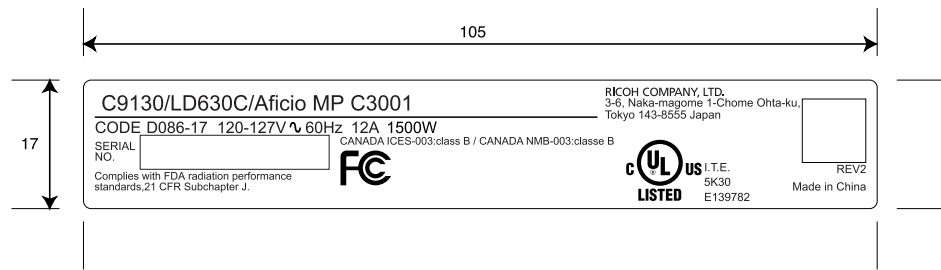 105
17
C9130/LD630C/Aficio MP C3001
CODE D086-17 120-127V ∿ 60Hz 12A 1500W
SERIAL
NO.
CANADA ICES-003:class B / CANADA NMB-003:classe B
FC
Complies with FDA radiation performance
standards,21 CFR Subchapter J.
RICOH COMPANY, LTD.
3-6, Naka-magome 1-Chome Ohta-ku,
Tokyo 143-8555 Japan
C UL ® US
LISTED
I.T.E.
5K30
E139782
REV2
Made in China